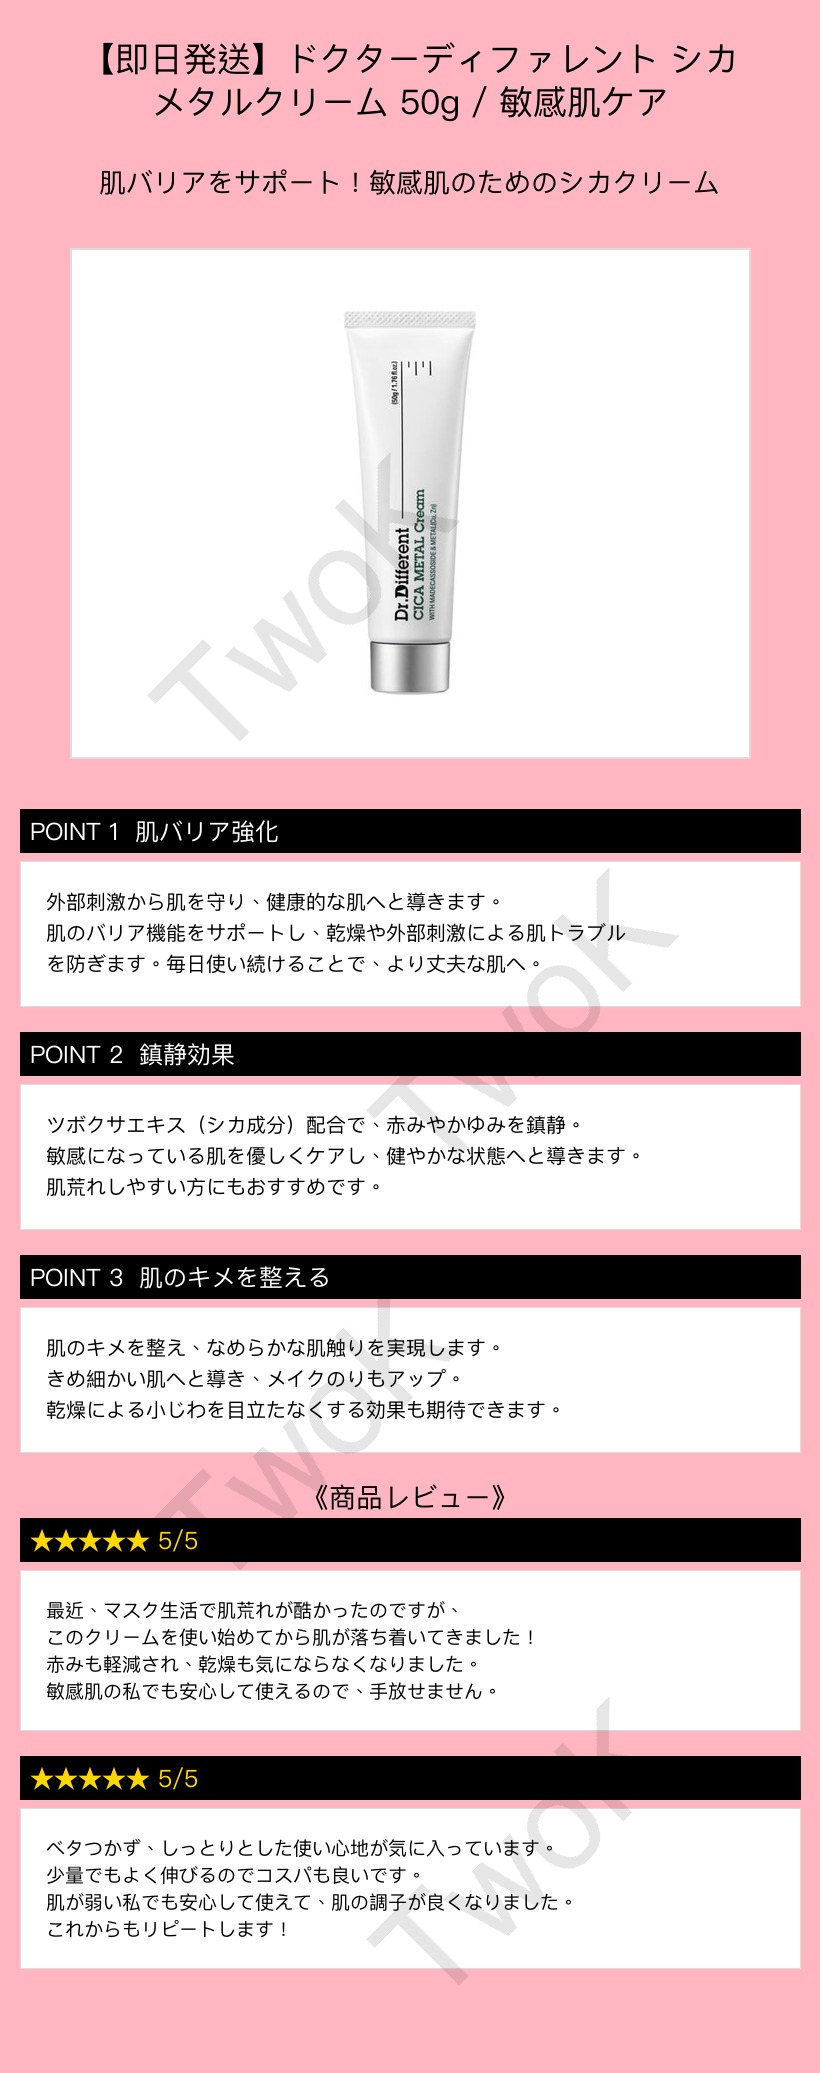 【即日発送】ドクターディファレント シカ
メタルクリーム 50g / 敏感肌ケア
肌バリアをサポート！敏感肌のためのシカクリーム
(50g / 1.76 fl.oz.)
Dr.Different
CICA METAL Cream
WITH MADECASSOSIDE & METAL(Cu, Zn)
TwoK
POINT 1 肌バリア強化
外部刺激から肌を守り、健康的な肌へと導きます。
肌のバリア機能をサポートし、乾燥や外部刺激による肌トラブル
を防ぎます。毎日使い続けることで、より丈夫な肌へ。
TwoK
POINT 2 鎮静効果
ツボクサエキス（シカ成分）配合で、赤みやかゆみを鎮静。
敏感になっている肌を優しくケアし、健やかな状態へと導きます。
肌荒れしやすい方にもおすすめです。
POINT 3 肌のキメを整える
肌のキメを整え、なめらかな肌触りを実現します。
きめ細かい肌へと導き、メイクのりもアップ。
乾燥による小じわを目立たなくする効果も期待できます。
TwoK
《商品レビュー》
★★★★★ 5/5
最近、マスク生活で肌荒れが酷かったのですが、
このクリームを使い始めてから肌が落ち着いてきました！
赤みも軽減され、乾燥も気にならなくなりました。
敏感肌の私でも安心して使えるので、手放せません。
★★★★★ 5/5
ベタつかず、しっとりとした使い心地が気に入っています。
少量でもよく伸びるのでコスパも良いです。
肌が弱い私でも安心して使えて、肌の調子が良くなりました。
これからもリピートします！
TwoK